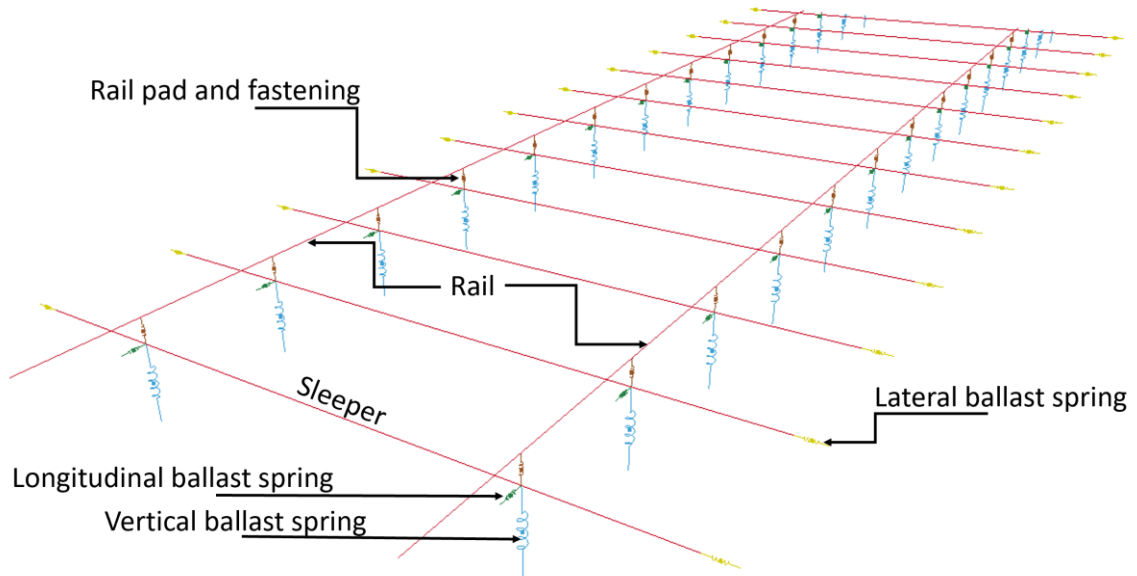 Rail pad and fastening
Rail
Sleeper
Lateral ballast spring
Longitudinal ballast spring
Vertical ballast spring